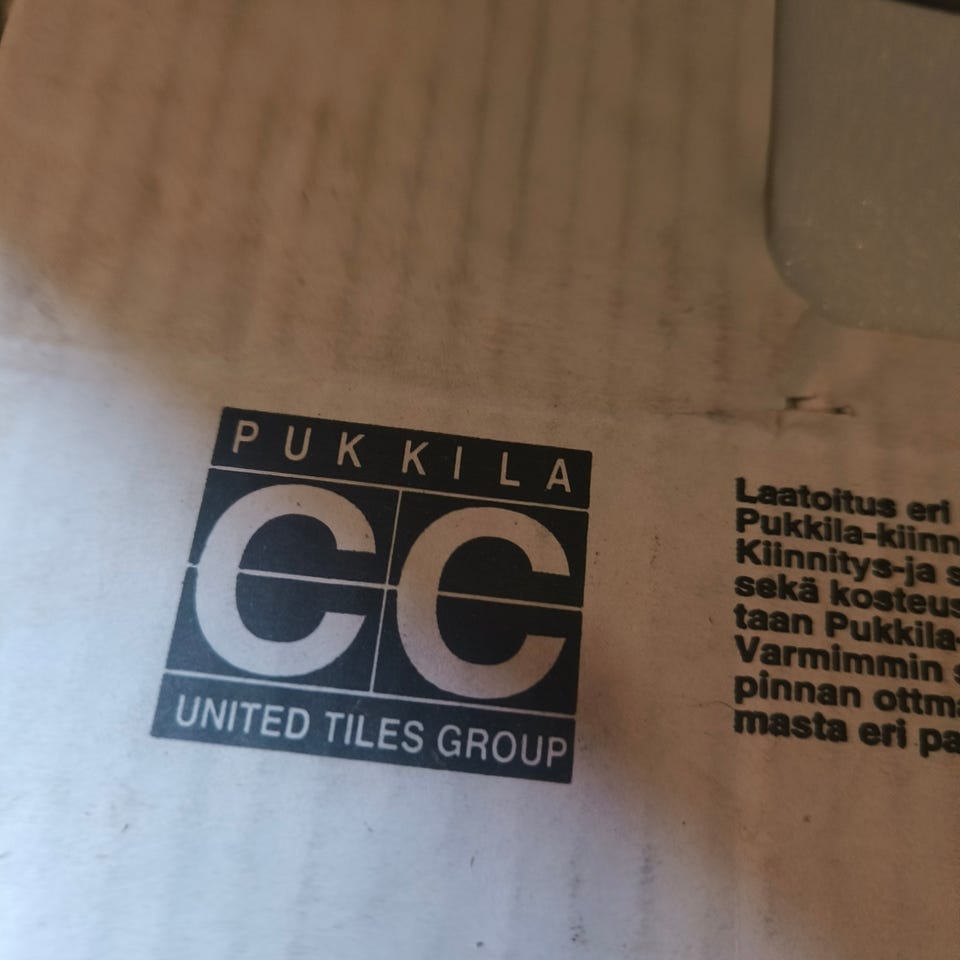 PUKKILA
CC
UNITED TILES GROUP
Laatoitus eri
Pukkila-kiinn
Kiinnitys-ja s
sekä kosteus
taan Pukkila-
Varmimmin s
pinnan ottma
masta eri pa